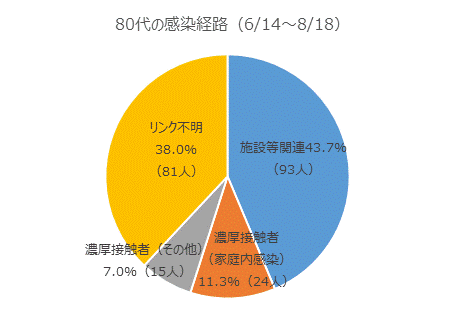 80代の感染経路（6/14～8/18）
施設等関連43.7%
（93人）
濃厚接触者
（家庭内感染）
11.3%（24人）
濃厚接触者（その他）
7.0%（15人）
リンク不明
38.0%
（81人）